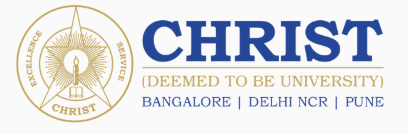 EXCELLENCE
SERVICE
CHRIST
CHRIST
(DEEMED TO BE UNIVERSITY)
BANGALORE | DELHI NCR | PUNE